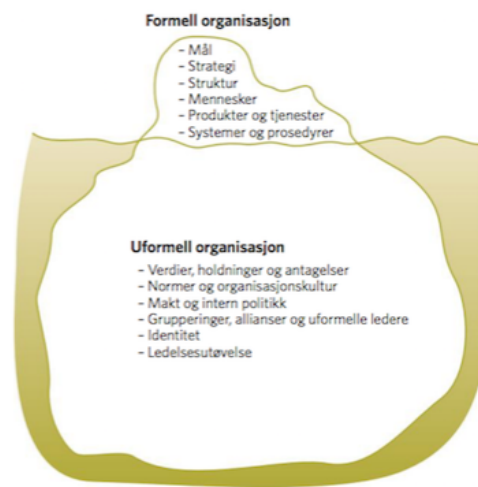 Formell organisasjon
– Mål
– Strategi
– Struktur
– Mennesker
– Produkter og tjenester
– Systemer og prosedyrer
Uformell organisasjon
– Verdier, holdninger og antagelser
– Normer og organisasjonskultur
– Makt og intern politikk
– Grupperinger, allianser og uformelle ledere
– Identitet
– Ledelsesutøvelse